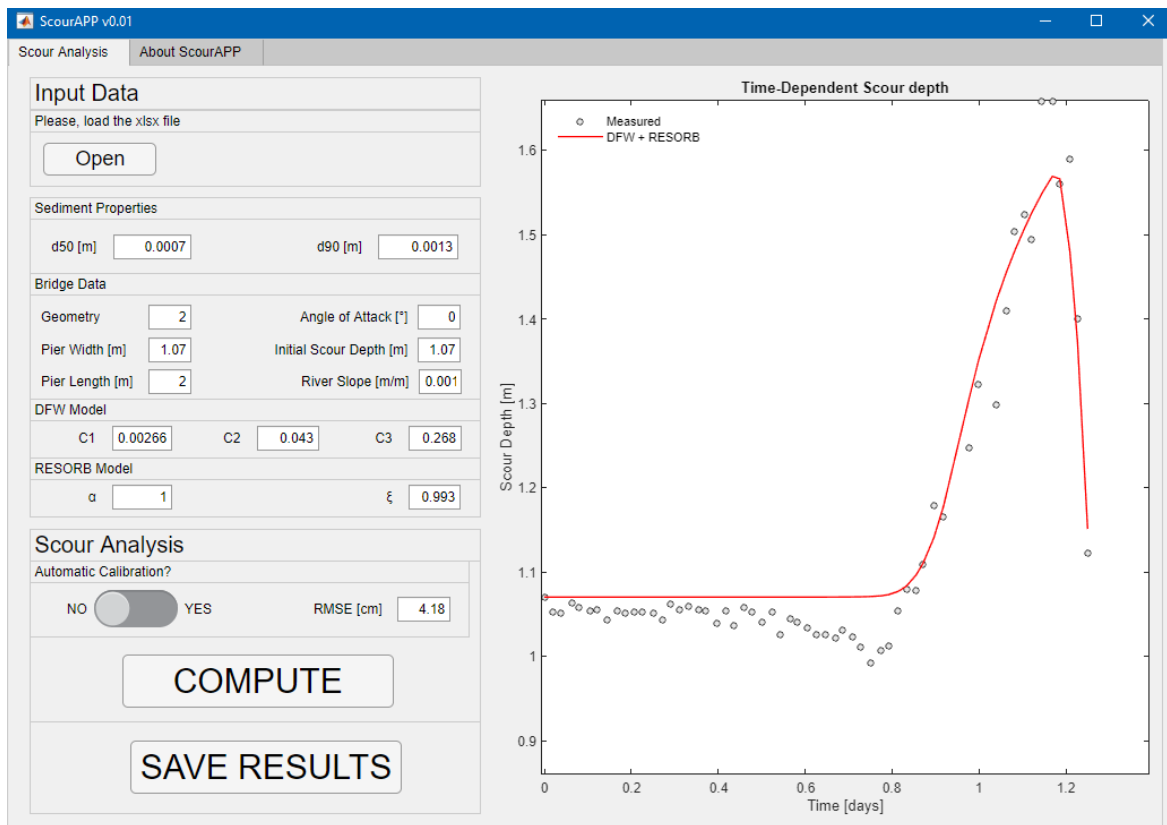 ScourAPP v0.01
Scour Analysis About ScourAPP
Input Data
Please, load the xlsx file
Open
Sediment Properties
d50 [m] 0.0007 d90 [m] 0.0013
Bridge Data
Geometry 2 Angle of Attack [°] 0
Pier Width [m] 1.07 Initial Scour Depth [m] 1.07
Pier Length [m] 2 River Slope [m/m] 0.001
DFW Model
C1 0.00266 C2 0.043 C3 0.268
RESORB Model
α 1 ξ 0.993
Scour Analysis
Automatic Calibration?
NO YES RMSE [cm] 4.18
COMPUTE
SAVE RESULTS
Time-Dependent Scour depth
Measured
DFW + RESORB
Scour Depth [m]
1.6
1.5
1.4
1.3
1.2
1.1
1
0.9
0 0.2 0.4 0.6 0.8 1 1.2
Time [days]